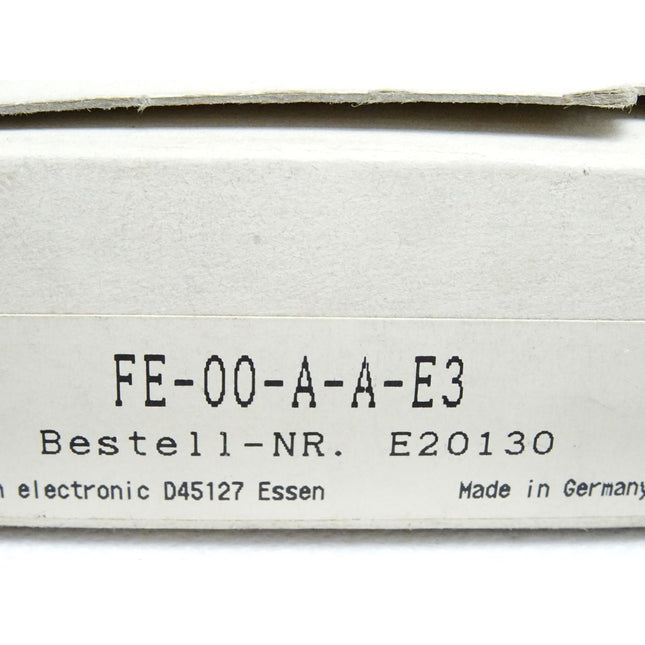 FE-00-A-A-E3
Bestell-NR. E20130
electronic D45127 Essen Made in Germany